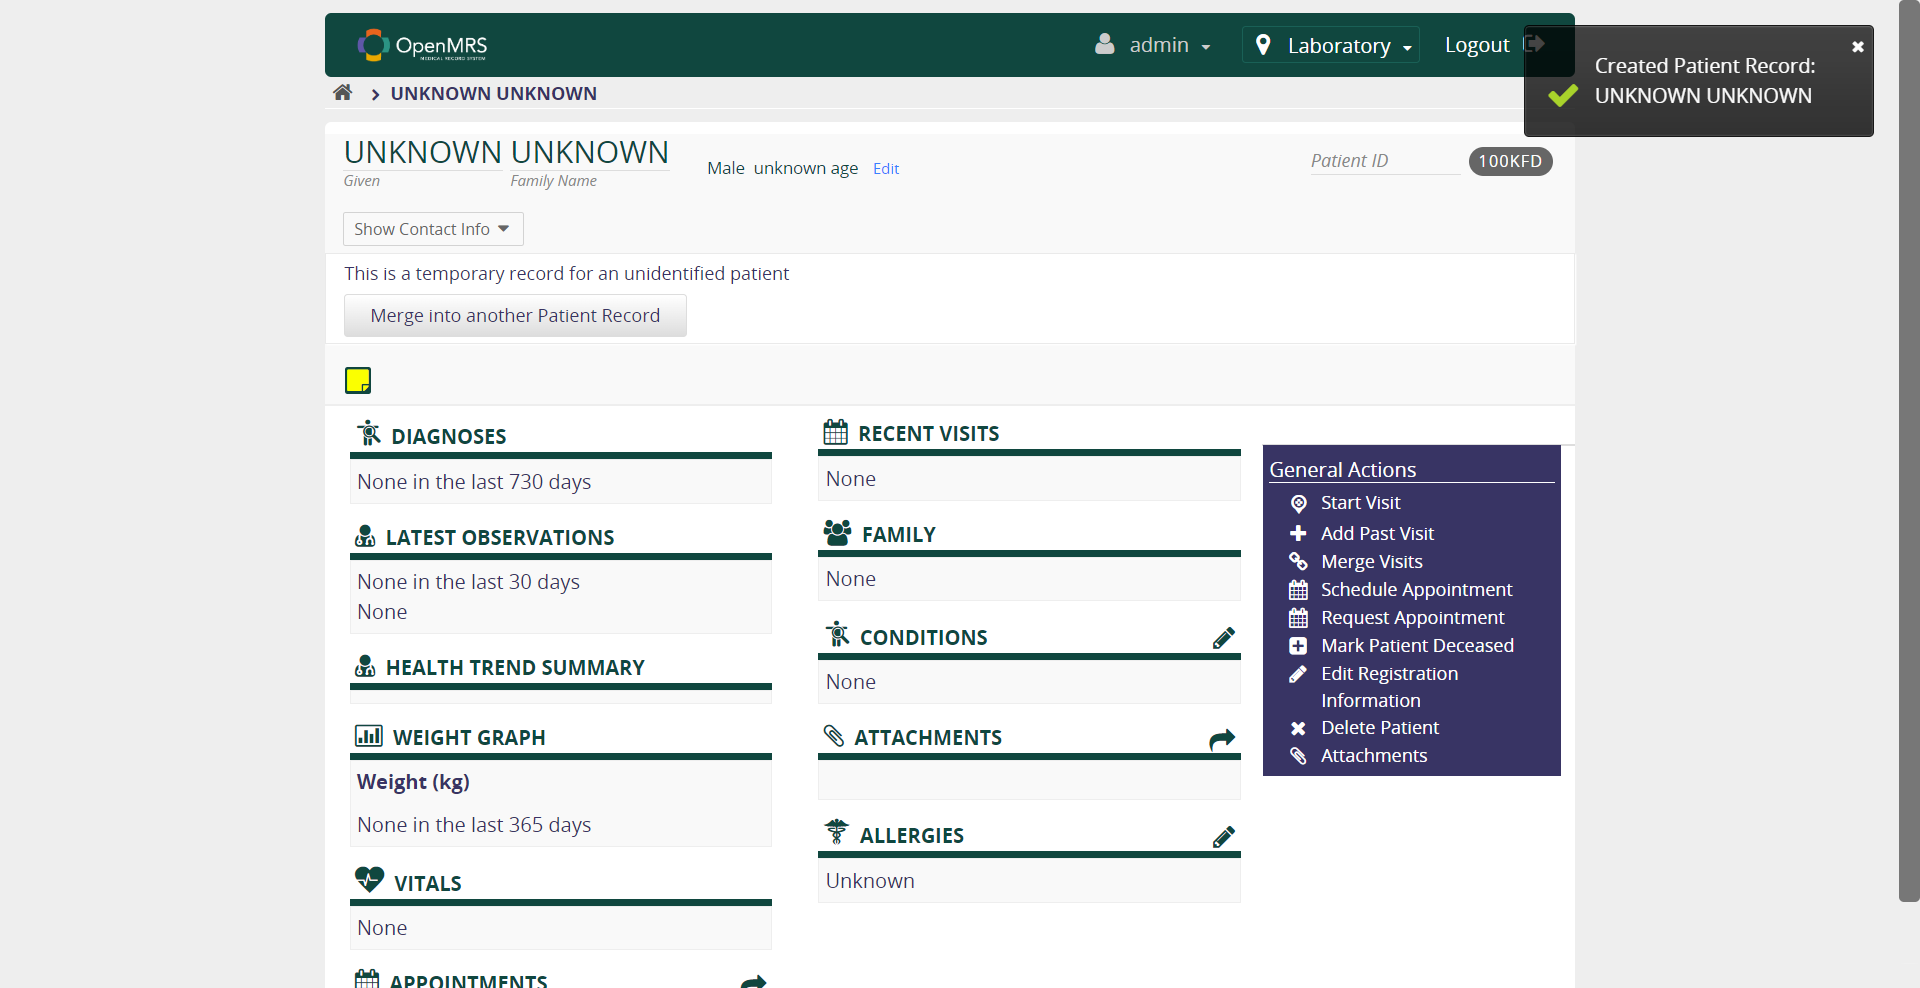 OpenMRS
MEDICAL RECORD SYSTEM
admin
Laboratory
Logout
Created Patient Record:
UNKNOWN UNKNOWN
UNKNOWN UNKNOWN
UNKNOWN UNKNOWN
Given
Family Name
Male unknown age Edit
Patient ID
100KFD
Show Contact Info
This is a temporary record for an unidentified patient
Merge into another Patient Record
DIAGNOSES
None in the last 730 days
LATEST OBSERVATIONS
None in the last 30 days
None
HEALTH TREND SUMMARY
WEIGHT GRAPH
Weight (kg)
None in the last 365 days
VITALS
None
APPOINTMENTS
RECENT VISITS
None
FAMILY
None
CONDITIONS
None
ATTACHMENTS
ALLERGIES
Unknown
General Actions
Start Visit
Add Past Visit
Merge Visits
Schedule Appointment
Request Appointment
Mark Patient Deceased
Edit Registration
Information
Delete Patient
Attachments